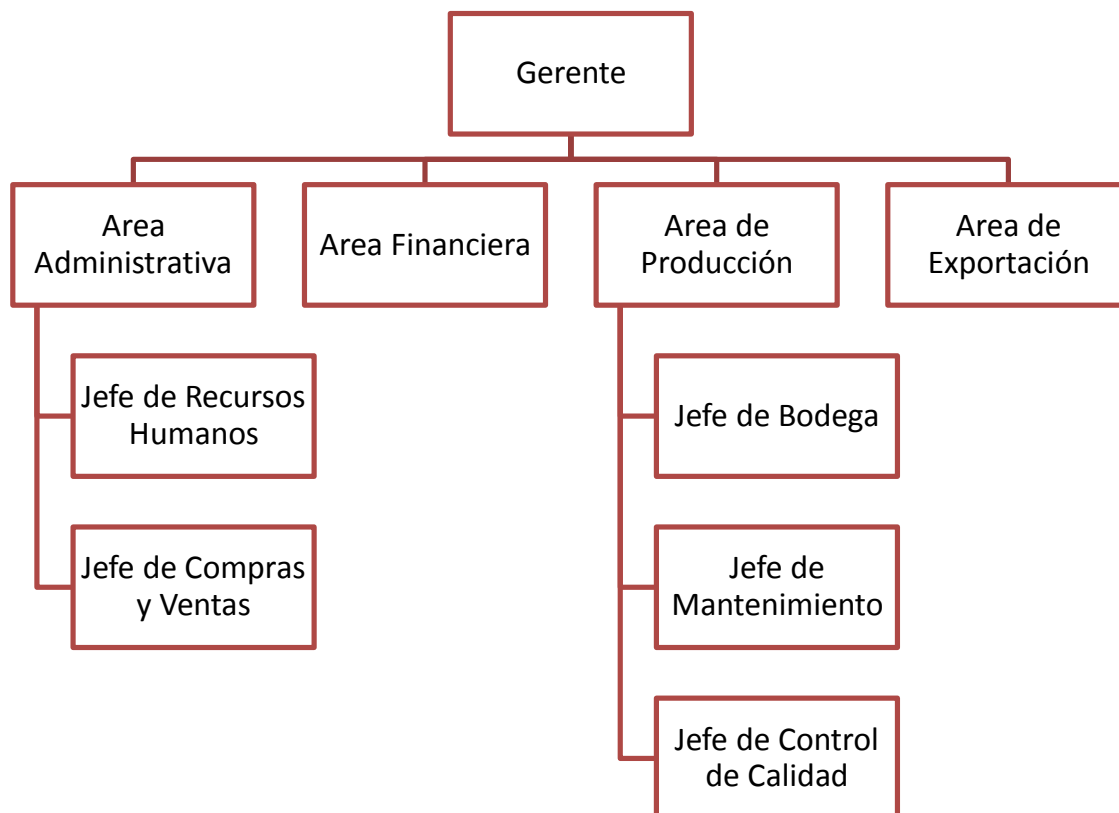 Gerente
Area
Administrativa
Area Financiera
Area de
Producción
Area de
Exportación
Jefe de Recursos
Humanos
Jefe de Compras
y Ventas
Jefe de Bodega
Jefe de
Mantenimiento
Jefe de Control
de Calidad